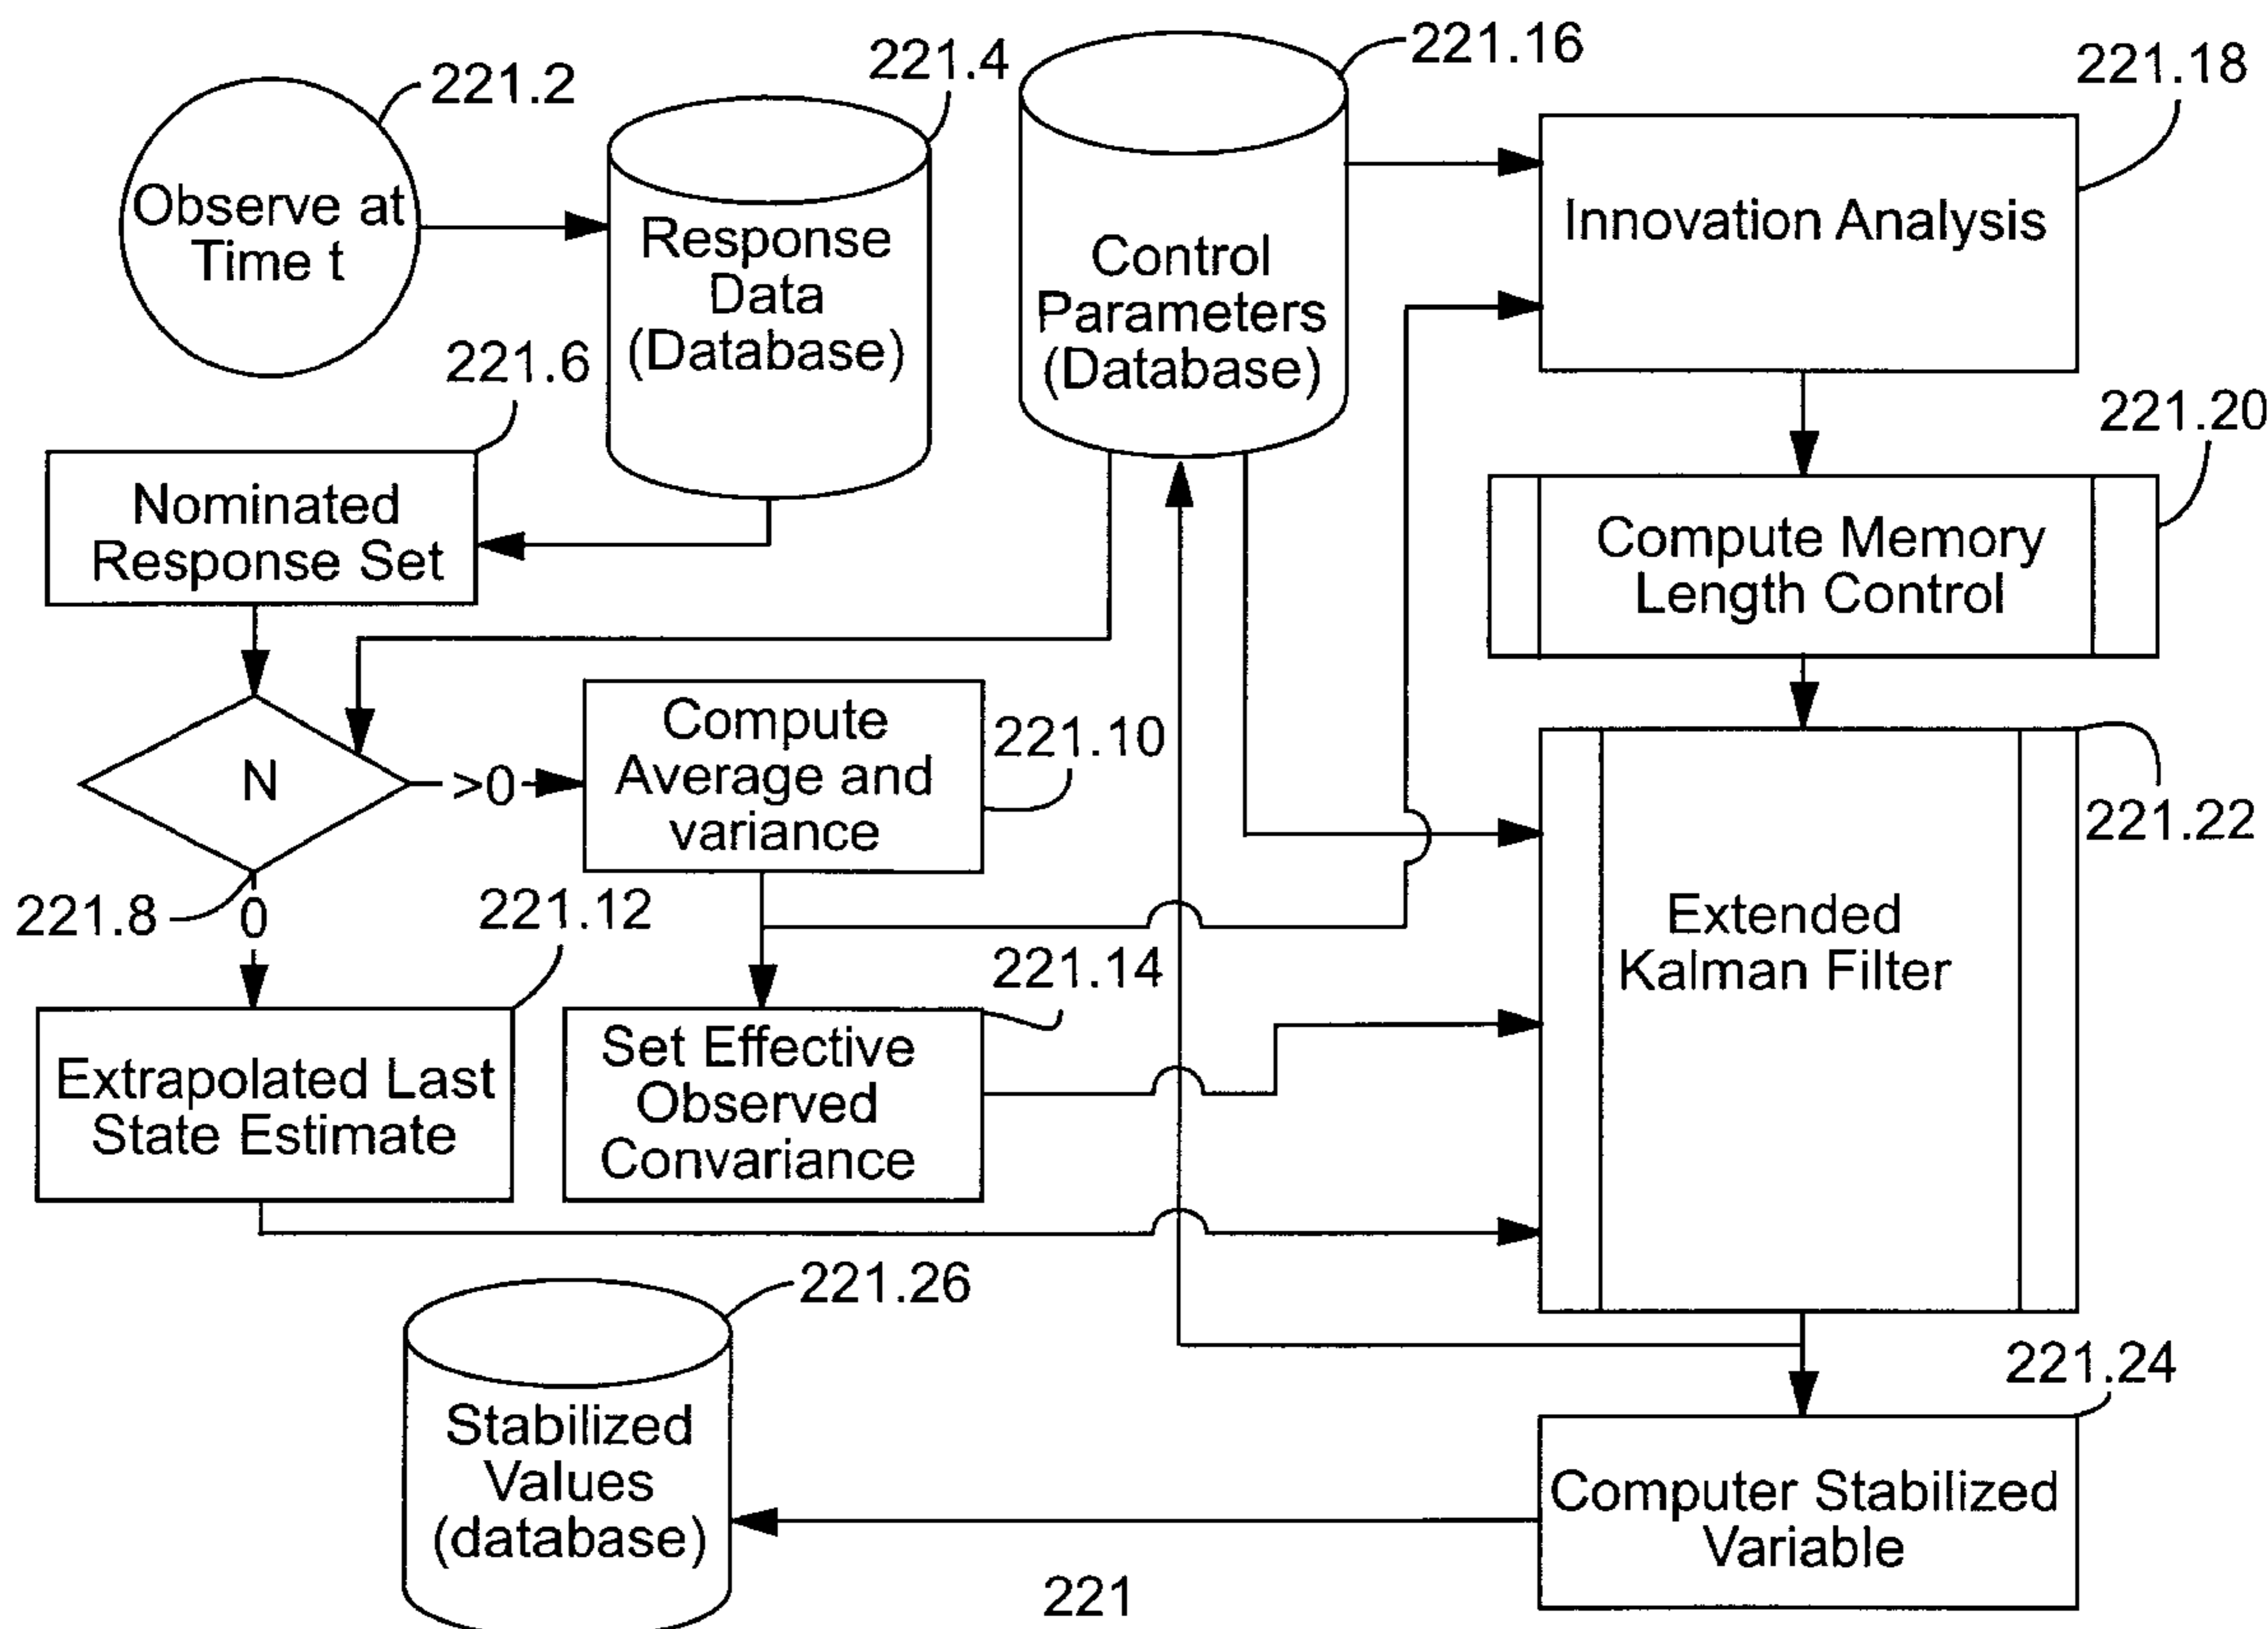 221.2
Observe at
Time t
221.4
Response
Data
(Database)
221.16
Control
Parameters
(Database)
221.18
Innovation Analysis
221.6
Nominated
Response Set
221.20
Compute Memory
Length Control
N
>0
0
221.8
Compute
Average and
variance
221.10
221.22
Extended
Kalman Filter
221.12
Extrapolated Last
State Estimate
221.14
Set Effective
Observed
Convariance
221.26
Stabilized
Values
(database)
221.24
Computer Stabilized
Variable
221